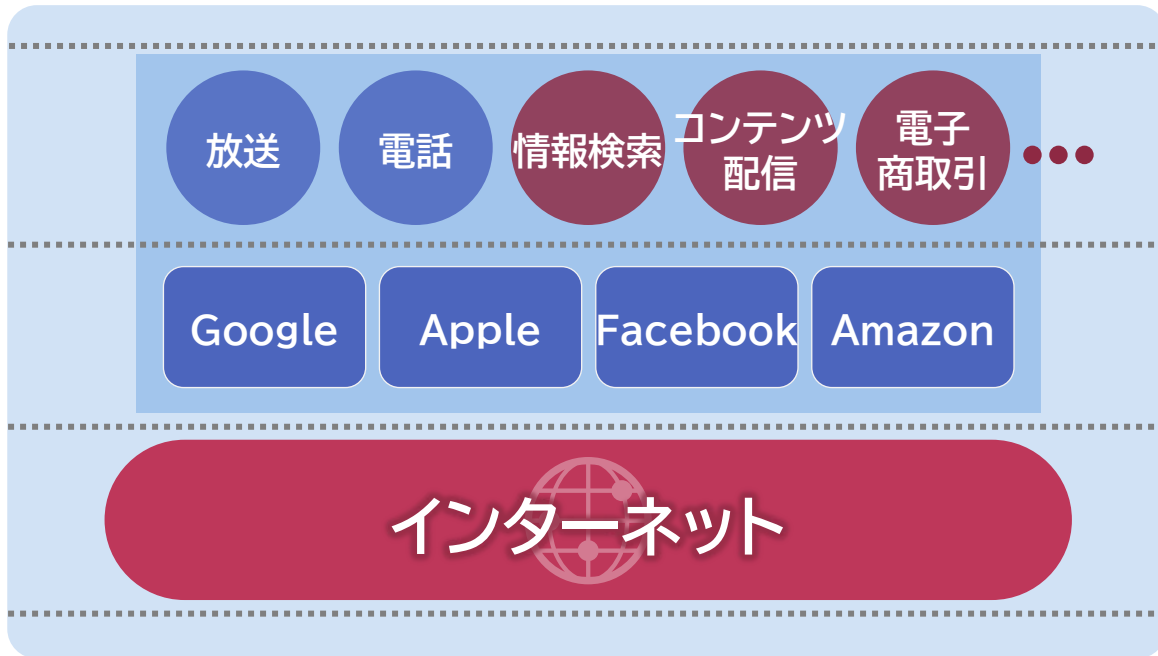 放送
電話
情報検索
コンテンツ
配信
電子
商取引
•••
Google
Apple
Facebook
Amazon
インターネット